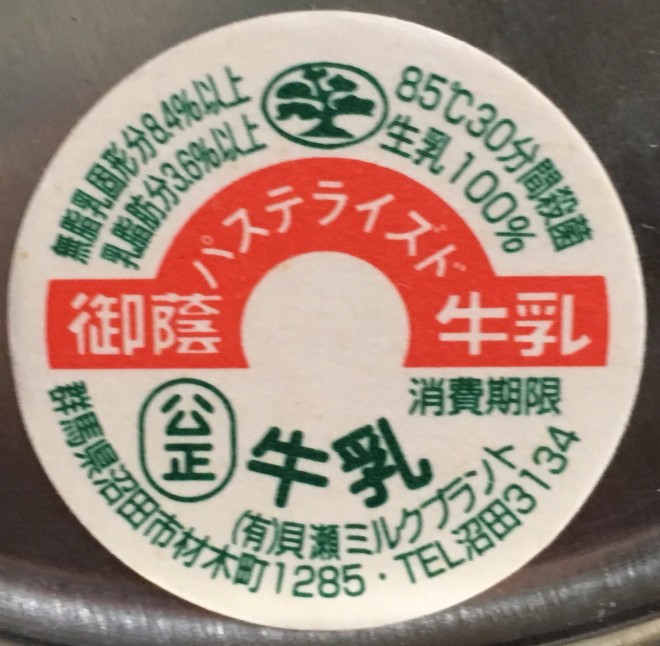 無脂乳固形分8.4%以上
乳脂肪分3.6%以上
85℃30分間殺菌
生乳100%
パステライズド
御蔭 牛乳
消費期限
公正
牛乳
(有)貝瀬ミルクプラント
群馬県沼田市材木町1285・TEL沼田3134